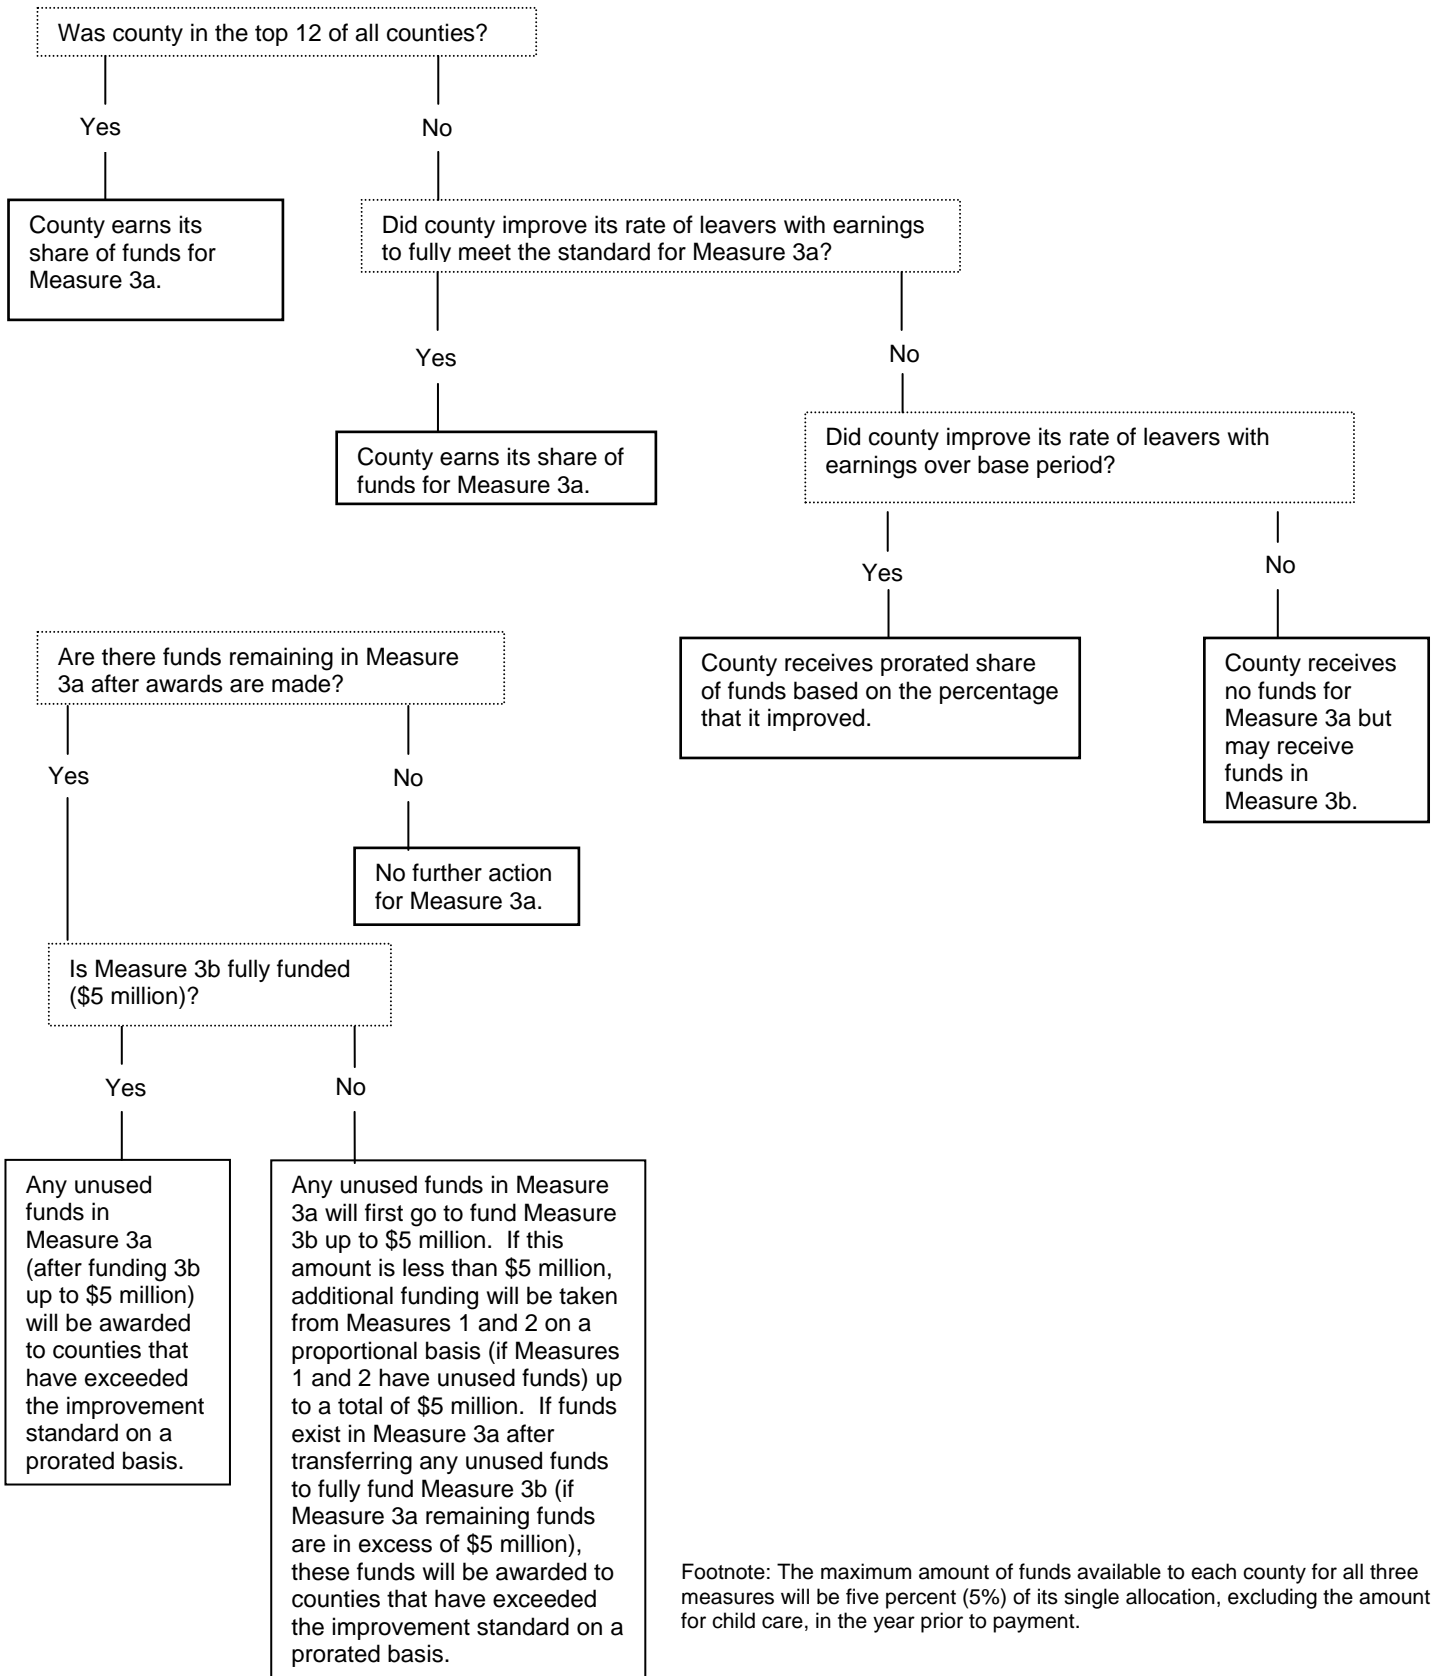 Was county in the top 12 of all counties?
Yes
No
County earns its
share of funds for
Measure 3a.
Did county improve its rate of leavers with earnings
to fully meet the standard for Measure 3a?
Yes
No
County earns its share of
funds for Measure 3a.
Did county improve its rate of leavers with
earnings over base period?
Yes
No
County receives prorated share
of funds based on the percentage
that it improved.
County receives
no funds for
Measure 3a but
may receive
funds in
Measure 3b.
Are there funds remaining in Measure
3a after awards are made?
Yes
No
No further action
for Measure 3a.
Is Measure 3b fully funded
($5 million)?
Yes
No
Any unused
funds in
Measure 3a
(after funding 3b
up to $5 million)
will be awarded
to counties that
have exceeded
the improvement
standard on a
prorated basis.
Any unused funds in Measure
3a will first go to fund Measure
3b up to $5 million.  If this
amount is less than $5 million,
additional funding will be taken
from Measures 1 and 2 on a
proportional basis (if Measures
1 and 2 have unused funds) up
to a total of $5 million.  If funds
exist in Measure 3a after
transferring any unused funds
to fully fund Measure 3b (if
Measure 3a remaining funds
are in excess of $5 million),
these funds will be awarded to
counties that have exceeded
the improvement standard on a
prorated basis.
Footnote: The maximum amount of funds available to each county for all three
measures will be five percent (5%) of its single allocation, excluding the amount
for child care, in the year prior to payment.